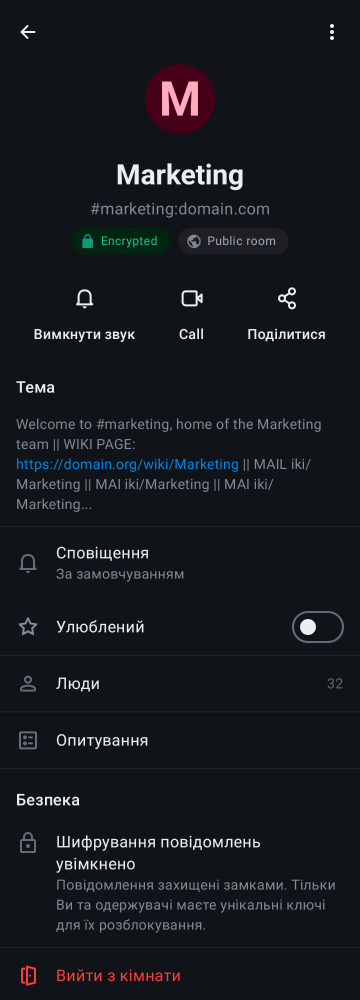 M
Marketing
#marketing:domain.com
Encrypted Public room
Вимкнути звук Call Поділитися
Тема
Welcome to #marketing, home of the Marketing
team || WIKI PAGE:
https://domain.org/wiki/Marketing || MAIL iki/
Marketing || MAI iki/Marketing || MAI iki/
Marketing...
Сповіщення
За замовчуванням
Улюблений
Люди 32
Опитування
Безпека
Шифрування повідомлень
увімкнено
Повідомлення захищені замками. Тільки
Ви та одержувачі маєте унікальні ключі
для їх розблокування.
Вийти з кімнати